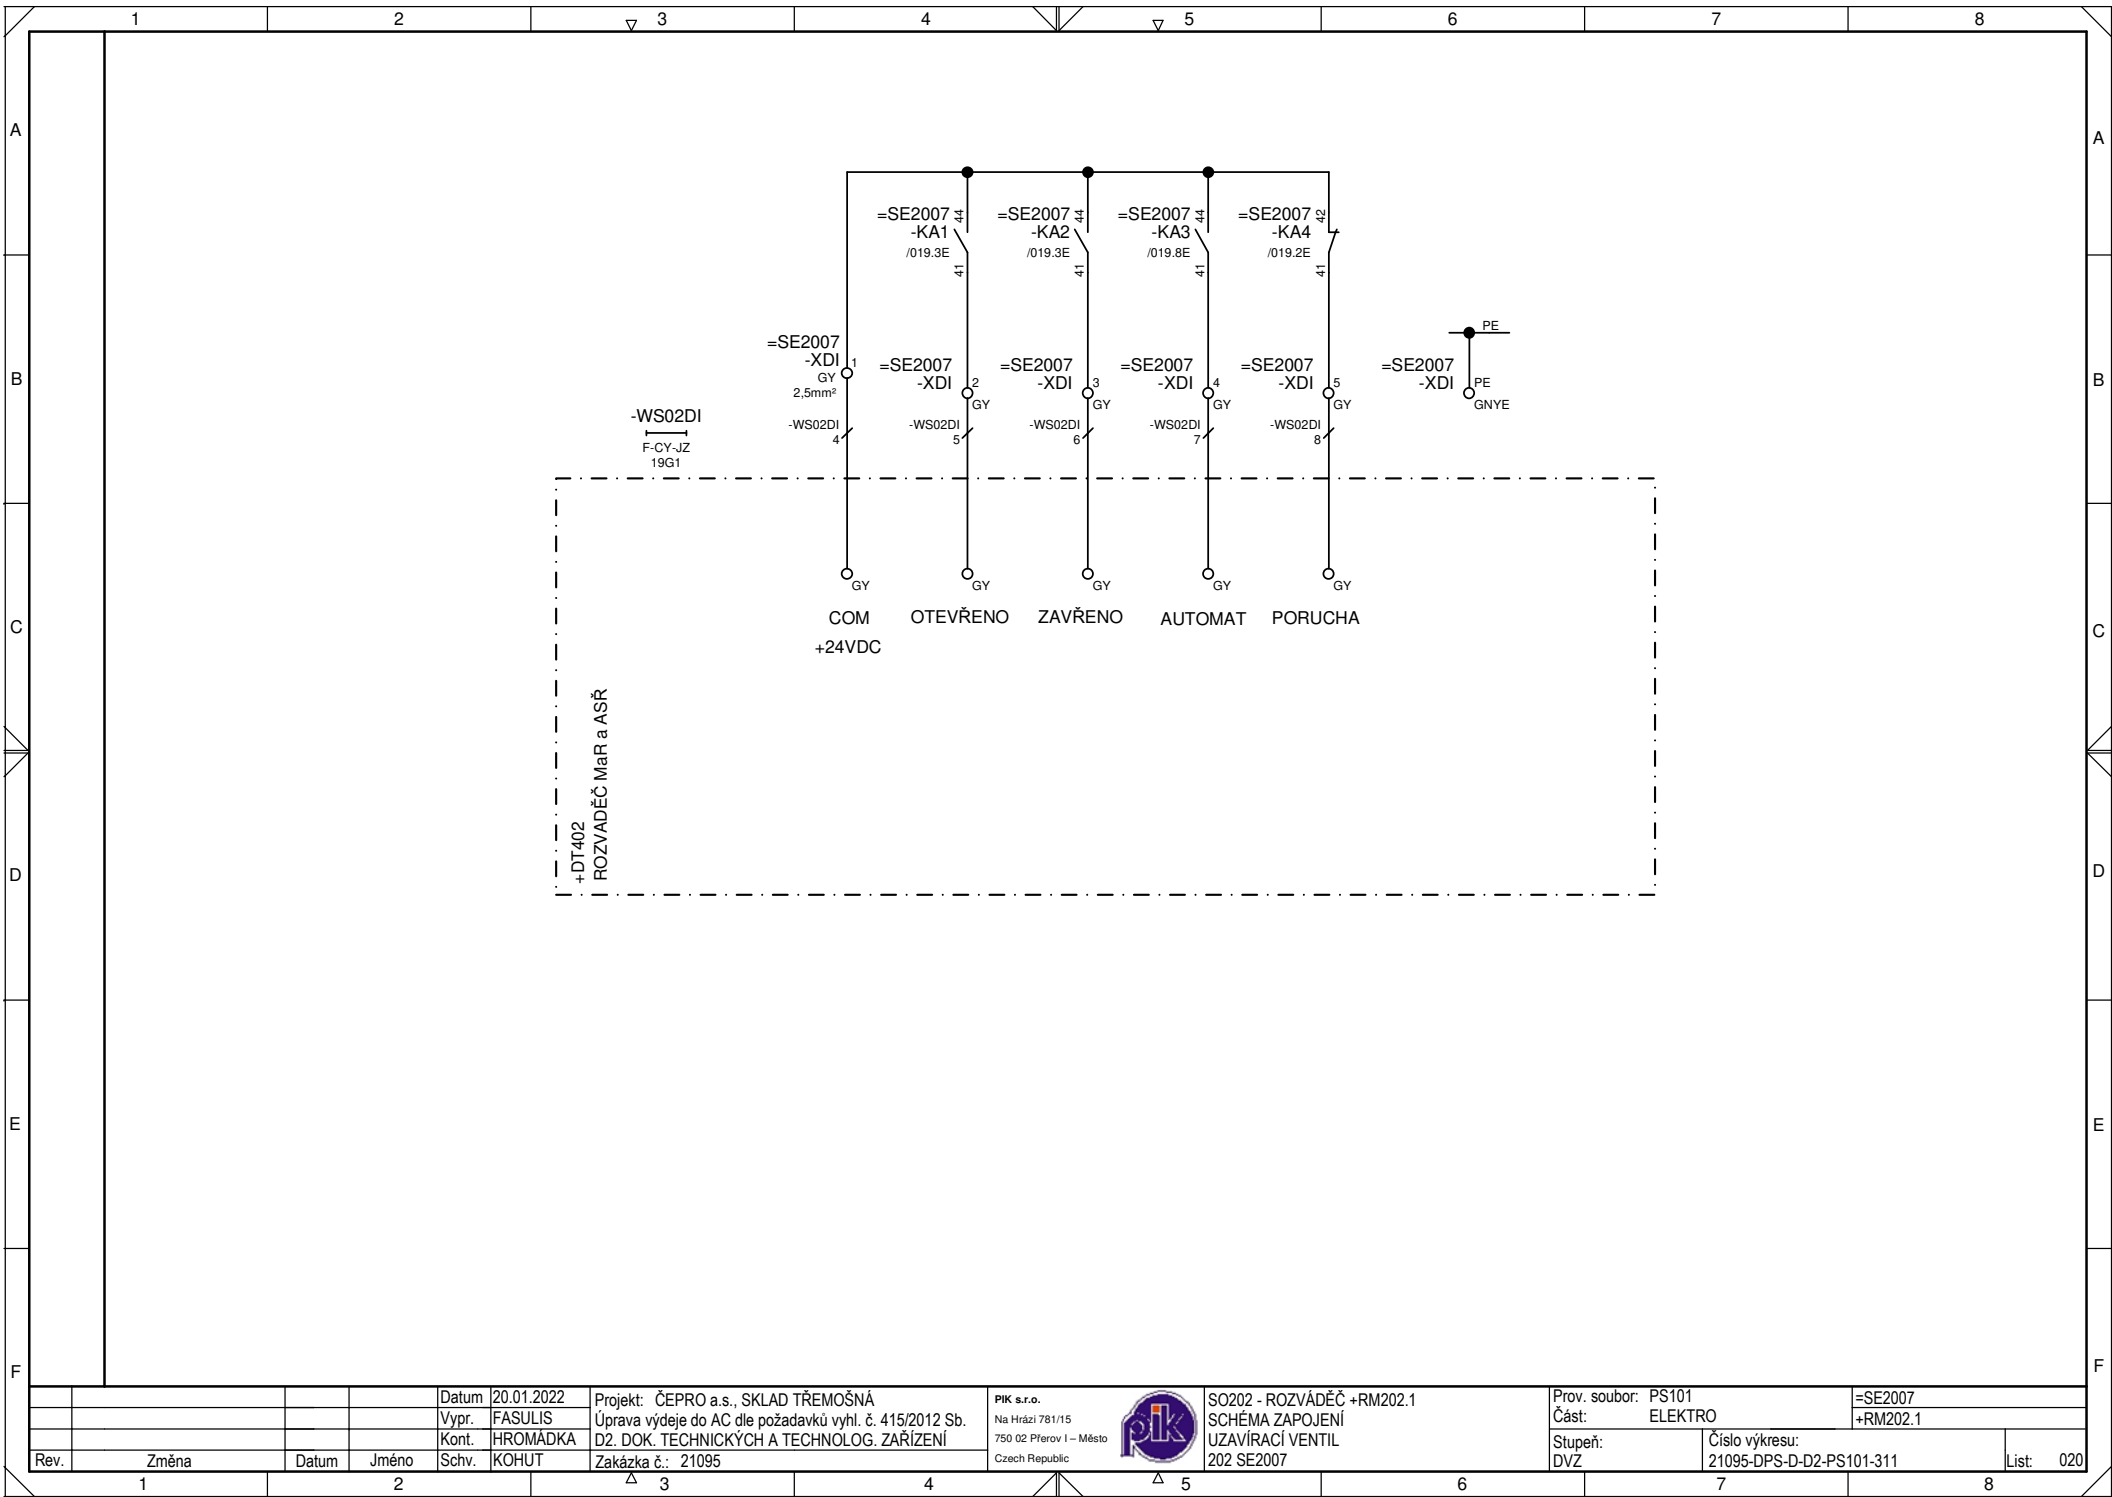 1 2 3 4 5 6 7 8
A A
=SE2007 44 =SE2007 44 =SE2007 44 =SE2007 42
-KA1 -KA2 -KA3 -KA4
/019.3E /019.3E /019.8E /019.2E
41 41 41 41
PE
=SE2007
-XDI 1
GY
2,5mm²
=SE2007 =SE2007 =SE2007 =SE2007 =SE2007
-XDI 2 -XDI 3 -XDI 4 -XDI 5 -XDI PE
GY GY GY GY GNYE
B B
-WS02DI
F-CY-JZ
19G1
-WS02DI -WS02DI -WS02DI -WS02DI -WS02DI
4 5 6 7 8
GY GY GY GY GY
COM OTEVŘENO ZAVŘENO AUTOMAT PORUCHA
+24VDC
C C
+DT402
ROZVADĚČ MaR a ASŘ
D D
E E
F F
Rev. Změna Datum Jméno
Datum 20.01.2022
Vypr. FASULIS
Kont. HROMÁDKA
Schv. KOHUT
Projekt: ČEPRO a.s., SKLAD TŘEMOŠNÁ
Úprava výdeje do AC dle požadavků vyhl. č. 415/2012 Sb.
D2. DOK. TECHNICKÝCH A TECHNOLOG. ZAŘÍZENÍ
Zakázka č.: 21095
PIK s.r.o.
Na Hrázi 781/15
750 02 Přerov I – Město
Czech Republic
pik
SO202 - ROZVÁDĚČ +RM202.1
SCHÉMA ZAPOJENÍ
UZAVÍRACÍ VENTIL
202 SE2007
Prov. soubor: PS101
Část: ELEKTRO
=SE2007
+RM202.1
Stupeň:
DVZ
Číslo výkresu:
21095-DPS-D-D2-PS101-311
List: 020
1 2 3 4 5 6 7 8